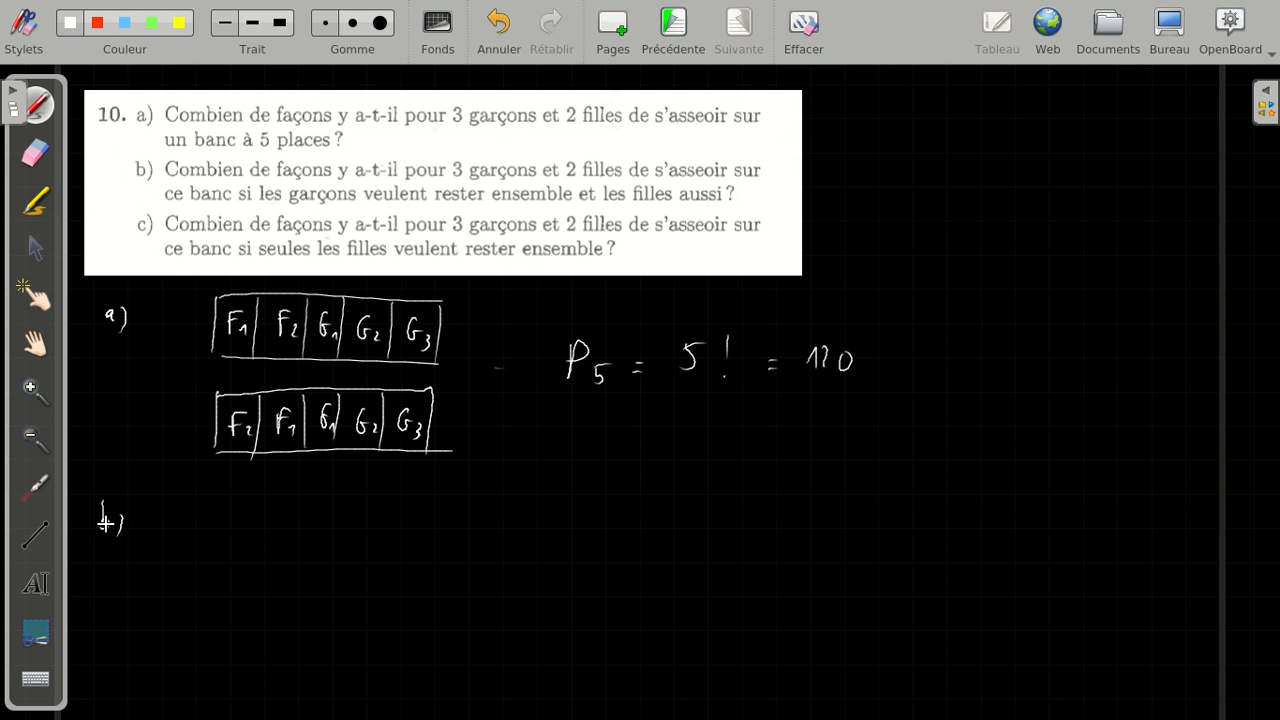 Stylets Couleur Trait Gomme Fonds Annuler Rétablir Pages Précédente Suivante Effacer Tableau Web Documents Bureau OpenBoard
10. a) Combien de façons y a-t-il pour 3 garçons et 2 filles de s'asseoir sur
un banc à 5 places ?
b) Combien de façons y a-t-il pour 3 garçons et 2 filles de s'asseoir sur
ce banc si les garçons veulent rester ensemble et les filles aussi ?
c) Combien de façons y a-t-il pour 3 garçons et 2 filles de s'asseoir sur
ce banc si seules les filles veulent rester ensemble ?
a) F1 F2 G1 G2 G3
P5 = 5! = 120
F2 F1 G1 G2 G3
b)
AI